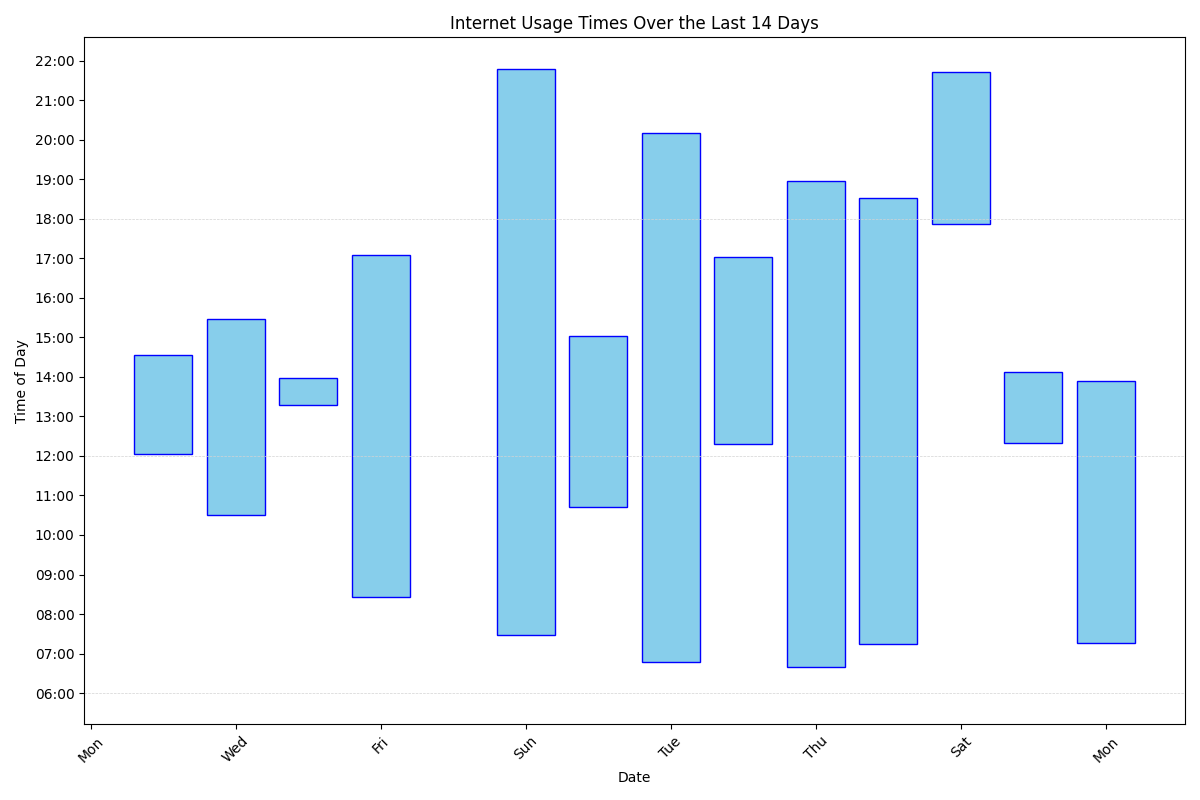 Internet Usage Times Over the Last 14 Days
22:00
21:00
20:00
19:00
18:00
17:00
16:00
15:00
14:00
13:00
12:00
11:00
10:00
09:00
08:00
07:00
06:00
Time of Day
Mon
Wed
Fri
Sun
Tue
Thu
Sat
Mon
Date